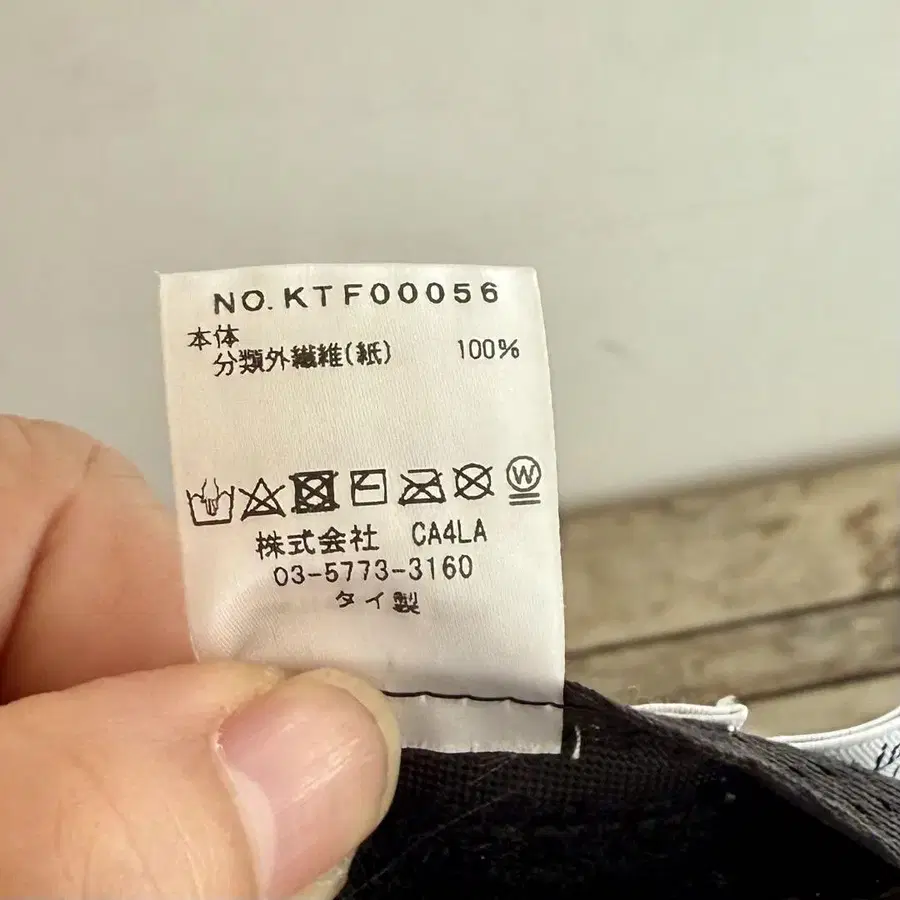 NO.KTF00056
本体
分類外繊維(紙) 100%
W
株式会社 CA4LA
03-5773-3160
タイ製